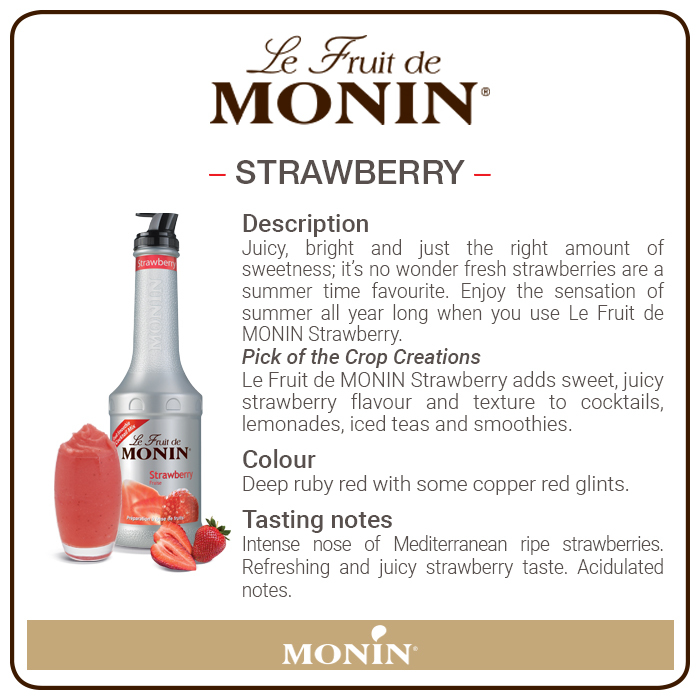 Le Fruit de
MONIN®
– STRAWBERRY –
Description
Juicy, bright and just the right amount of
sweetness; it’s no wonder fresh strawberries are a
summer time favourite. Enjoy the sensation of
summer all year long when you use Le Fruit de
MONIN Strawberry.
Pick of the Crop Creations
Le Fruit de MONIN Strawberry adds sweet, juicy
strawberry flavour and texture to cocktails,
lemonades, iced teas and smoothies.
Colour
Deep ruby red with some copper red glints.
Tasting notes
Intense nose of Mediterranean ripe strawberries.
Refreshing and juicy strawberry taste. Acidulated
notes.
Strawberry
MONIN
Le Fruit de
MONIN®
Strawberry
Fraise
MONIN®